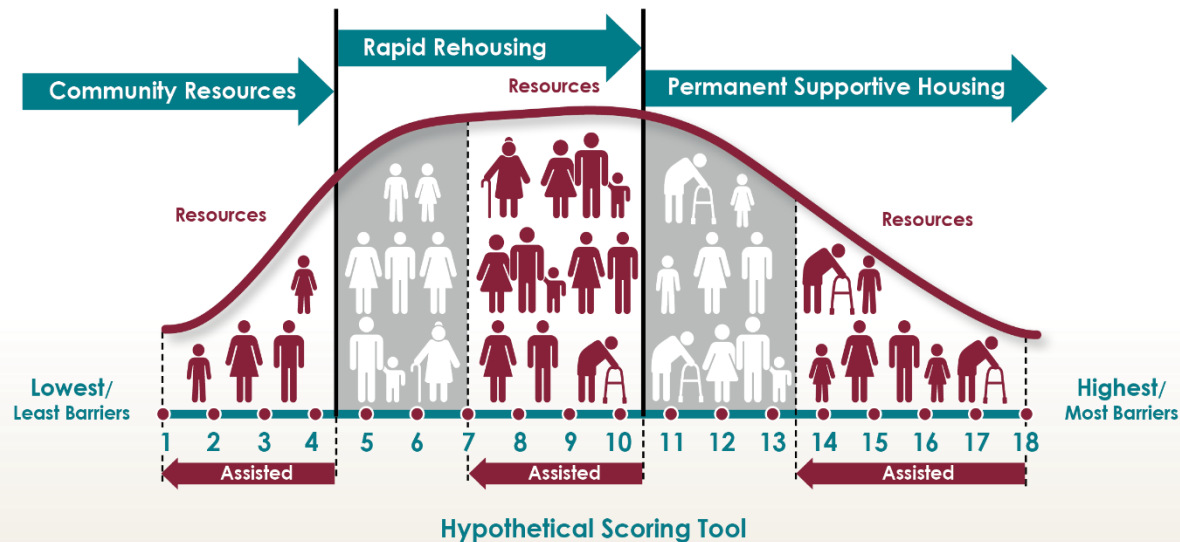 Rapid Rehousing
Community Resources
Resources
Permanent Supportive Housing
Resources
Resources
Lowest/
Least Barriers
Highest/
Most Barriers
1 2 3 4 5 6 7 8 9 10 11 12 13 14 15 16 17 18
Assisted Assisted Assisted
Hypothetical Scoring Tool